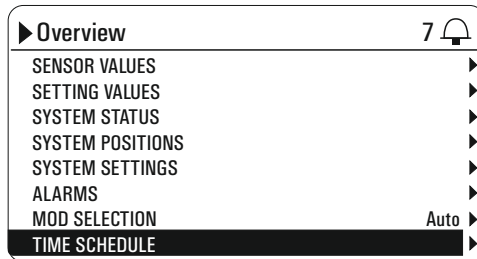 Overview 7
SENSOR VALUES
SETTING VALUES
SYSTEM STATUS
SYSTEM POSITIONS
SYSTEM SETTINGS
ALARMS
MOD SELECTION Auto
TIME SCHEDULE